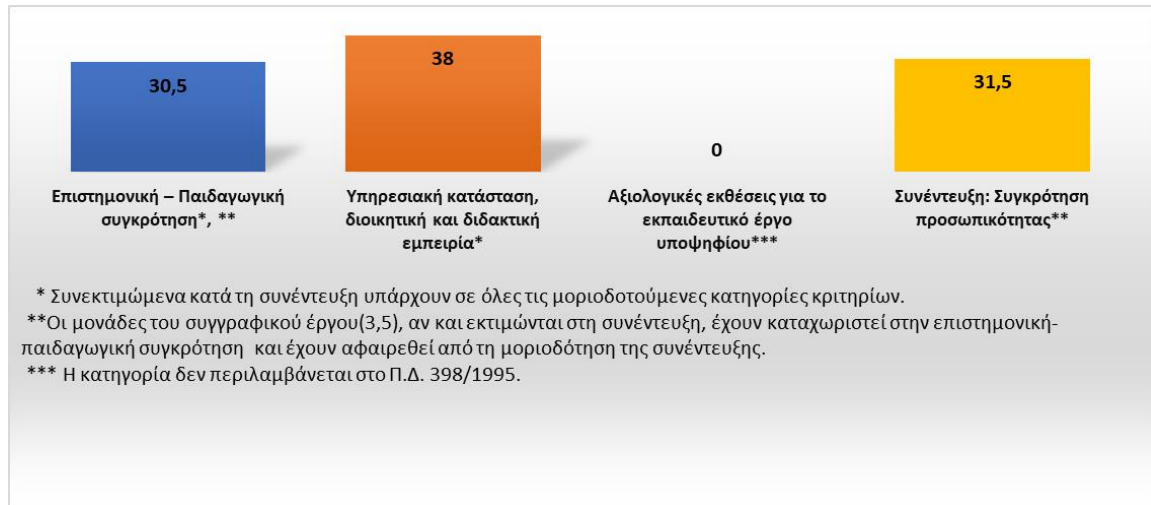 30,5
38
0
31,5
Επιστημονική – Παιδαγωγική
συγκρότηση*, **
Υπηρεσιακή κατάσταση,
διοικητική και διδακτική
εμπειρία*
Αξιολογικές εκθέσεις για το
εκπαιδευτικό έργο
υποψηφίου***
Συνέντευξη: Συγκρότηση
προσωπικότητας**
* Συνεκτιμώμενα κατά τη συνέντευξη υπάρχουν σε όλες τις μοριοδοτούμενες κατηγορίες κριτηρίων.
**Οι μονάδες του συγγραφικού έργου(3,5), αν και εκτιμώνται στη συνέντευξη, έχουν καταχωριστεί στην επιστημονική-
παιδαγωγική συγκρότηση και έχουν αφαιρεθεί από τη μοριοδότηση της συνέντευξης.
*** Η κατηγορία δεν περιλαμβάνεται στο Π.Δ. 398/1995.